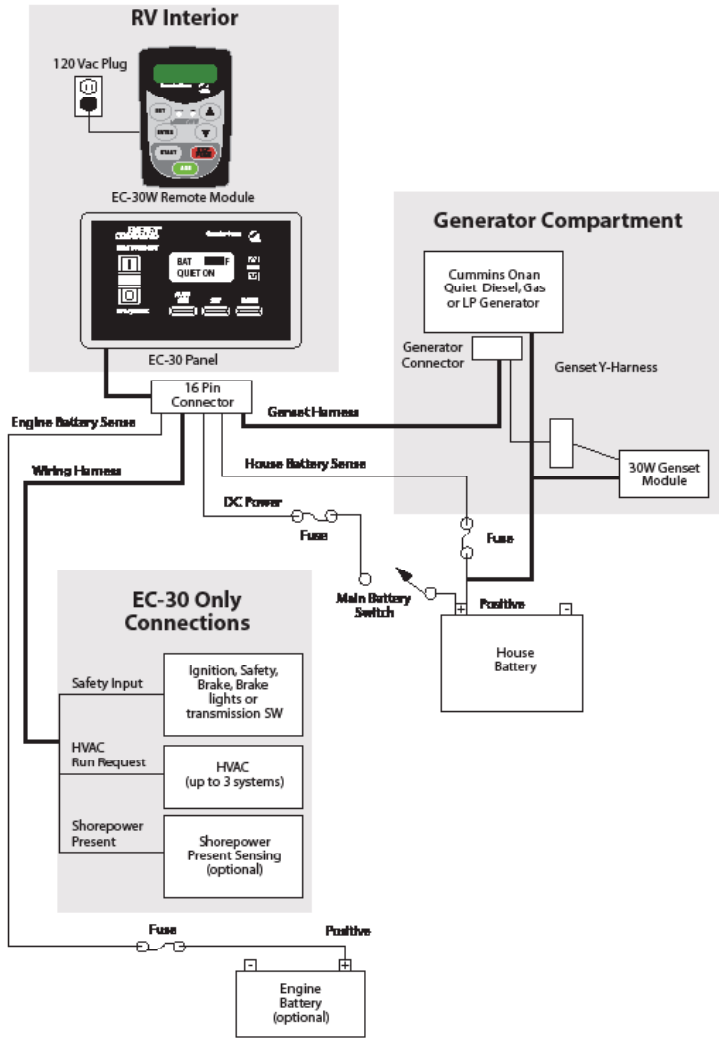 RV Interior
120 Vac Plug
SET
ENTER
START
EC-30W Remote Module
BAT F
QUIET ON
EC-30 Panel
16 Pin
Connector
Generator Compartment
Cummins Onan
Quiet Diesel, Gas
or LP Generator
Generator
Connector
Genset Y-Harness
30W Genset
Module
Engine Battery Sense
Genset Harness
Wiring Harness
House Battery Sense
DC Power
Fuse
Fuse
Main Battery
Switch
+
Positive
-
House
Battery
EC-30 Only
Connections
Safety Input
Ignition, Safety,
Brake, Brake
lights or
transmission SW
HVAC
Run Request
HVAC
(up to 3 systems)
Shorepower
Present
Shorepower
Present Sensing
(optional)
Fuse
Positive
-
+
Engine
Battery
(optional)